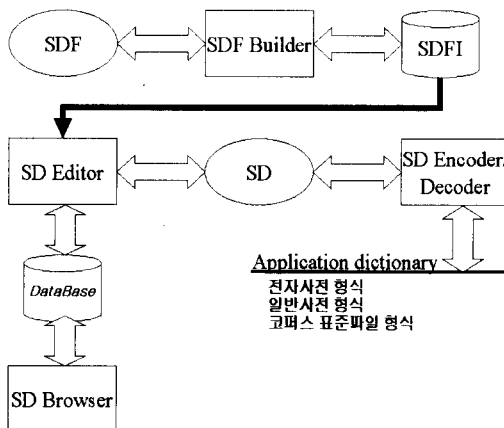 SDF
SDF Builder
SDFI
SD Editor
SD
SD Encoder,
Decoder
DataBase
Application dictionary
전자사전 형식
일반사전 형식
코퍼스 표준파일 형식
SD Browser